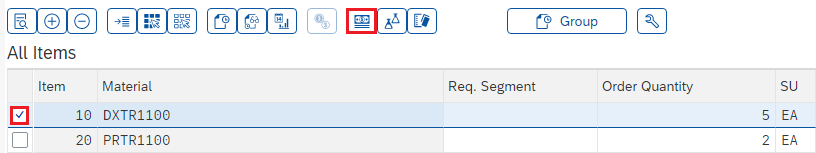 Group
All Items
Item Material Req. Segment Order Quantity SU
10 DXTR1100 5 EA
20 PRTR1100 2 EA